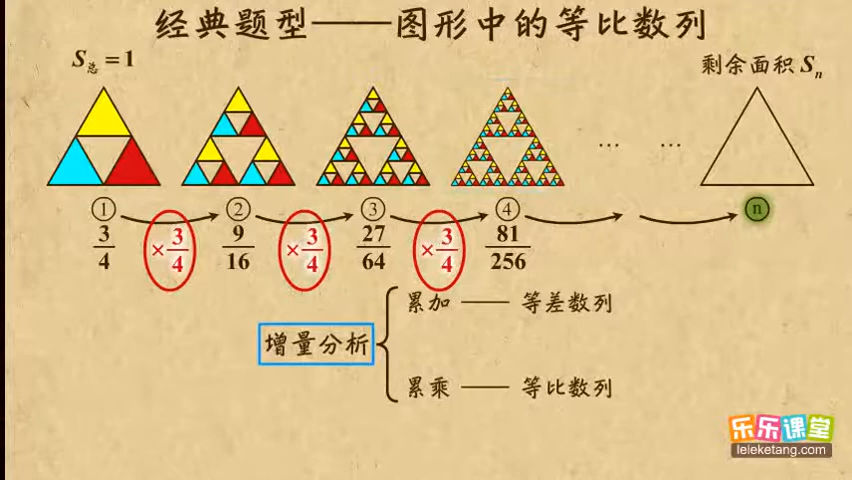 经典题型——图形中的等比数列
S总 = 1
剩余面积 Sn
… …
① ② ③ ④ n
3/4 ×3/4 9/16 ×3/4 27/64 ×3/4 81/256
累加 —— 等差数列
增量分析
累乘 —— 等比数列
乐乐课堂
leleketang.com